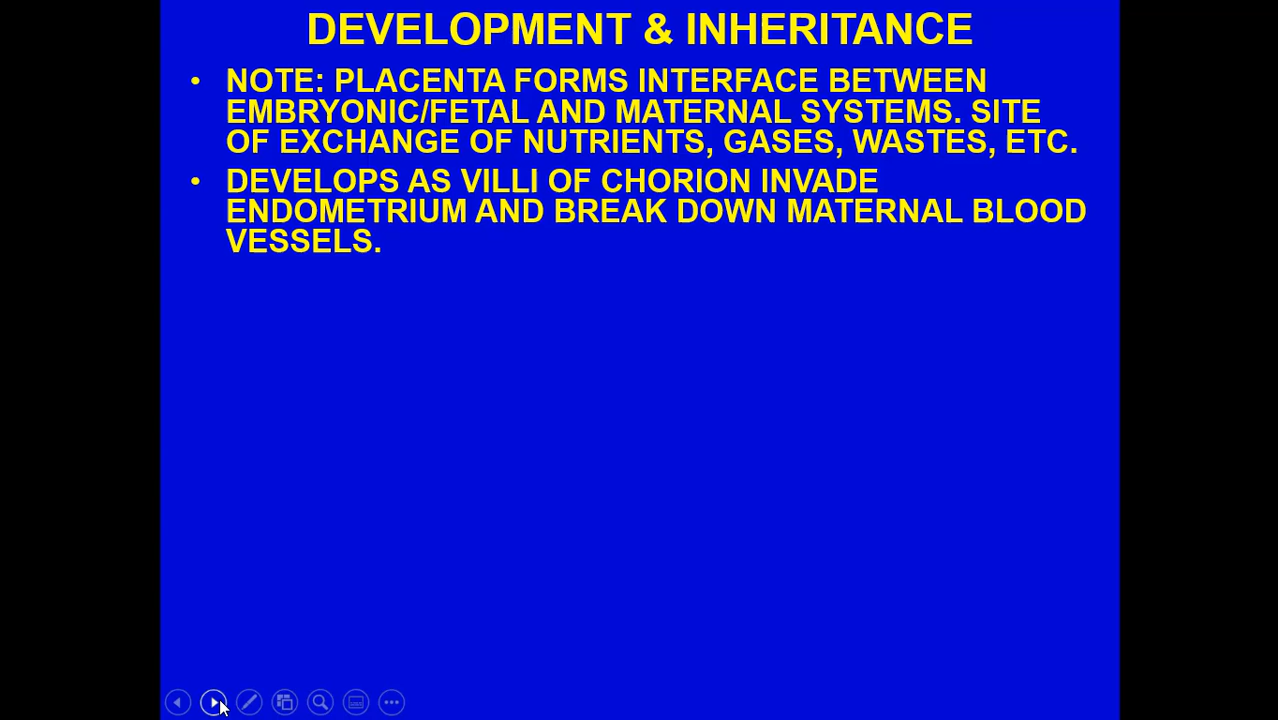 DEVELOPMENT & INHERITANCE
• NOTE: PLACENTA FORMS INTERFACE BETWEEN
EMBRYONIC/FETAL AND MATERNAL SYSTEMS. SITE
OF EXCHANGE OF NUTRIENTS, GASES, WASTES, ETC.
• DEVELOPS AS VILLI OF CHORION INVADE
ENDOMETRIUM AND BREAK DOWN MATERNAL BLOOD
VESSELS.